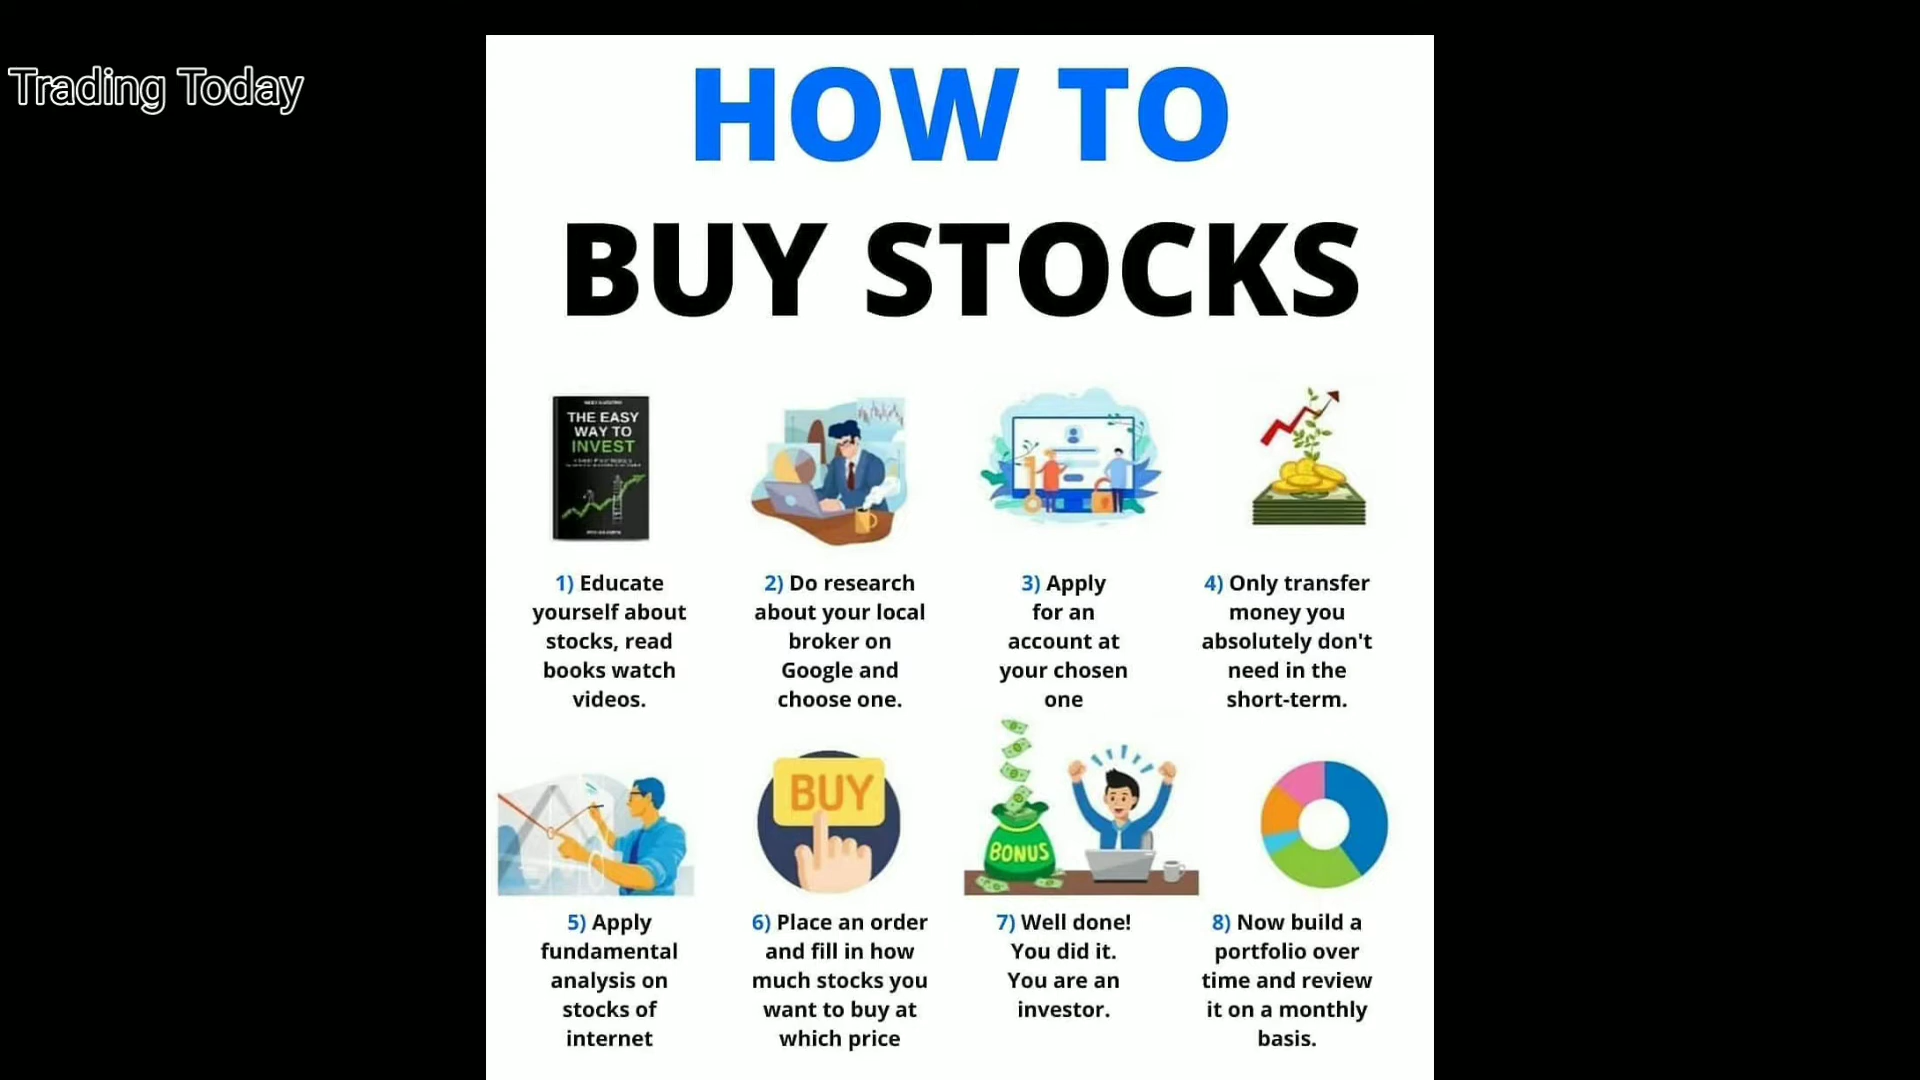 Trading Today
HOW TO
BUY STOCKS
THE EASY
WAY TO
INVEST
1) Educate
yourself about
stocks, read
books watch
videos.
2) Do research
about your local
broker on
Google and
choose one.
3) Apply
for an
account at
your chosen
one
4) Only transfer
money you
absolutely don't
need in the
short-term.
BUY
BONUS
5) Apply
fundamental
analysis on
stocks of
internet
6) Place an order
and fill in how
much stocks you
want to buy at
which price
7) Well done!
You did it.
You are an
investor.
8) Now build a
portfolio over
time and review
it on a monthly
basis.